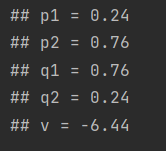 ## p1 = 0.24
## p2 = 0.76
## q1 = 0.76
## q2 = 0.24
## v = -6.44